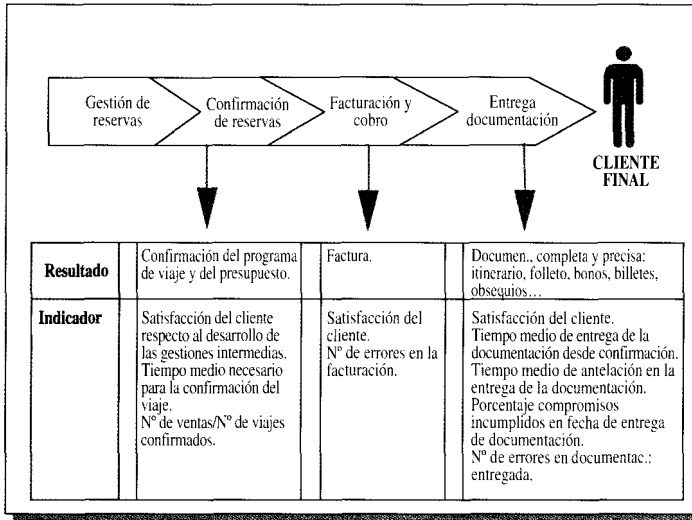 Gestión de
reservas
Confirmación
de reservas
Facturación y
cobro
Entrega
documentación
CLIENTE
FINAL
Resultado
Confirmación del programa
de viaje y del presupuesto.
Factura.
Documen., completa y precisa:
itinerario, folleto, bonos, billetes,
obsequios...
Indicador
Satisfacción del cliente
respecto al desarrollo de
las gestiones intermedias.
Tiempo medio necesario
para la confirmación del
viaje.
Nº de ventas/Nº de viajes
confirmados.
Satisfacción del
cliente.
Nº de errores en la
facturación.
Satisfacción del cliente.
Tiempo medio de entrega de la
documentación desde confirmación.
Tiempo medio de antelación en la
entrega de la documentación.
Porcentaje compromisos
incumplidos en fecha de entrega
de documentación.
Nº de errores en documentac.:
entregada.